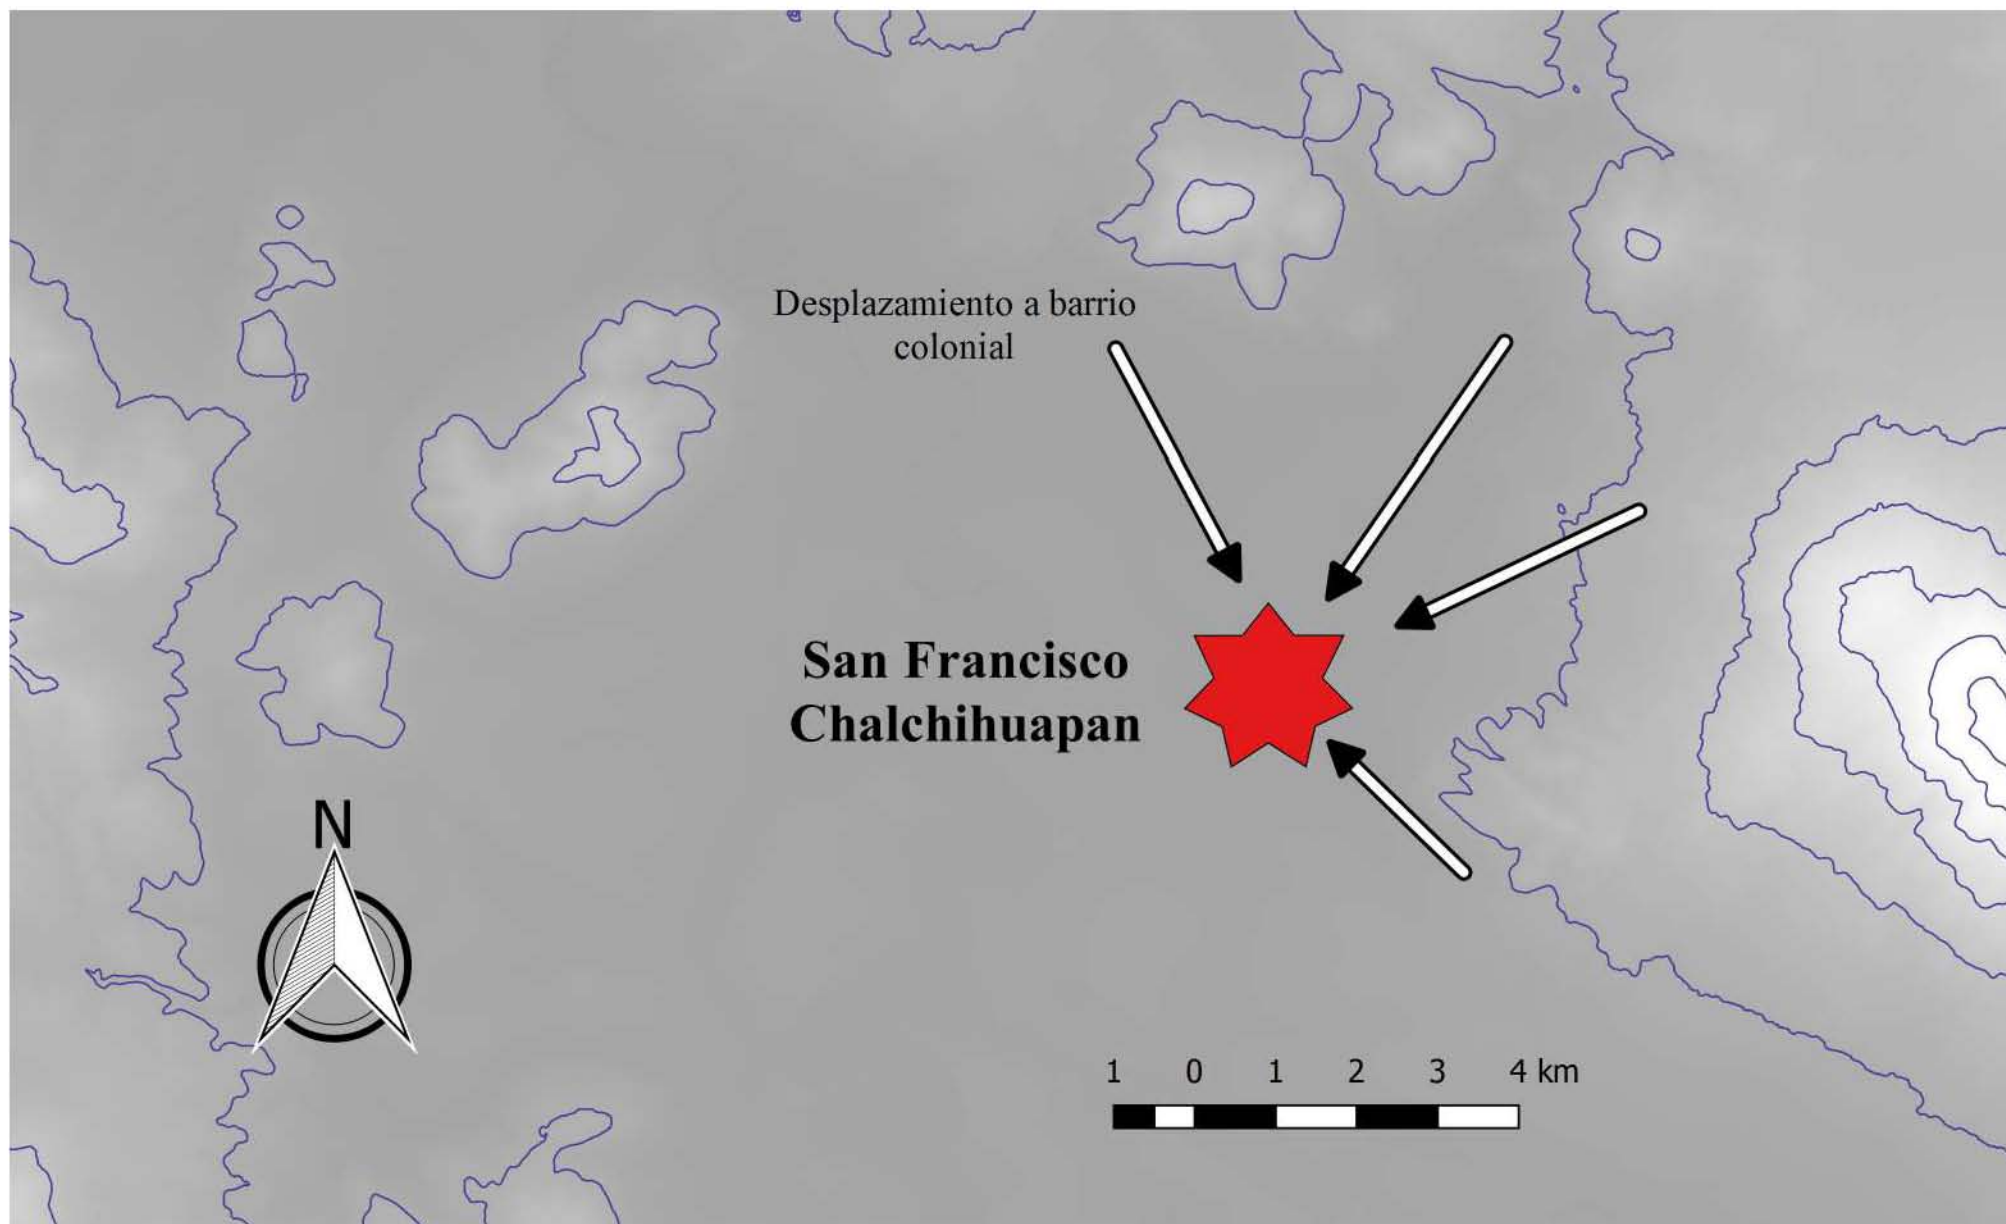 Desplazamiento a barrio
colonial
San Francisco
Chalchihuapan
N
1 0 1 2 3 4 km